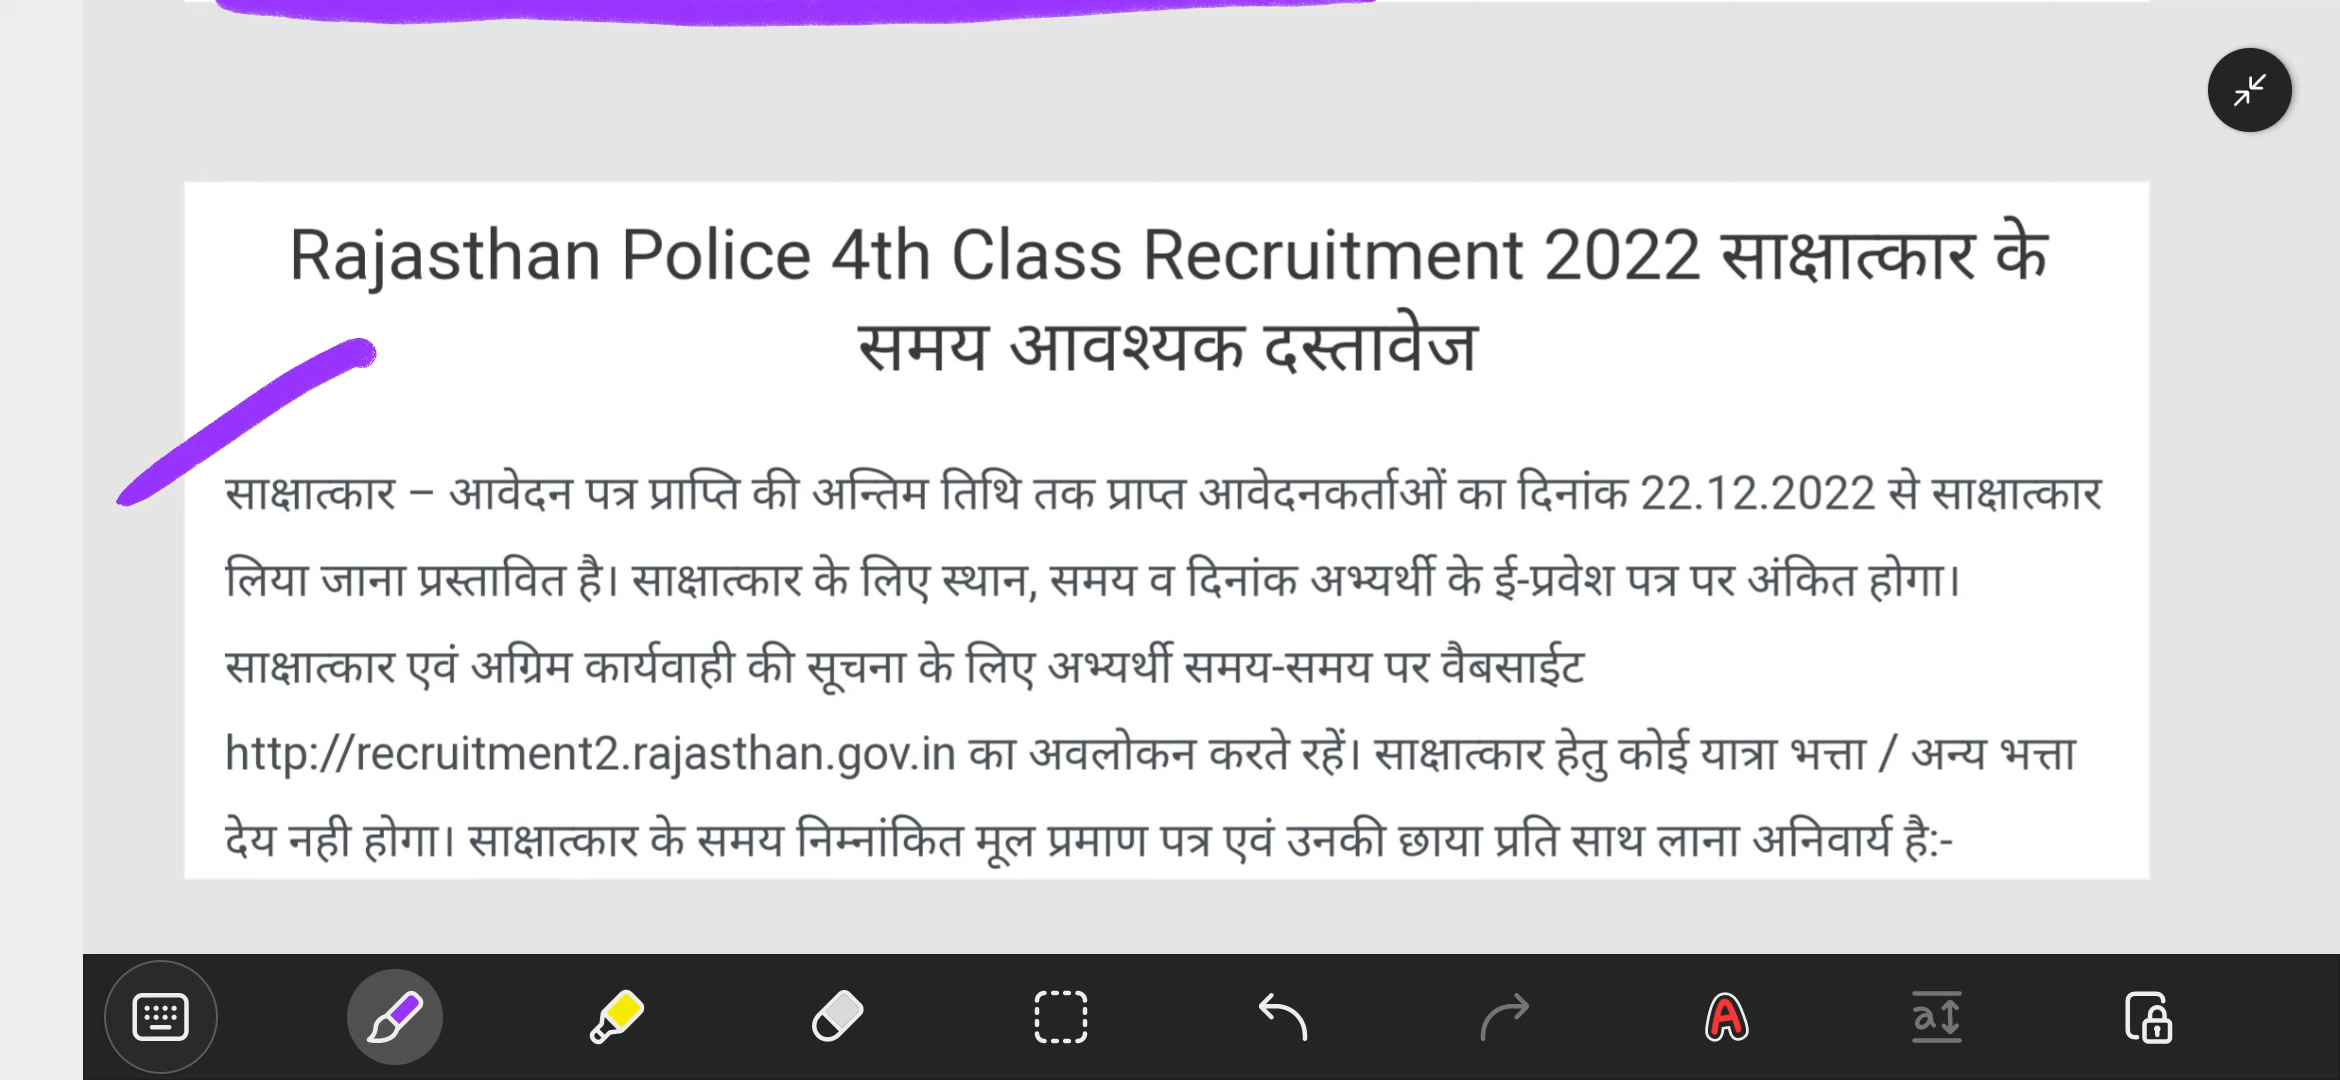 Rajasthan Police 4th Class Recruitment 2022 साक्षात्कार के
समय आवश्यक दस्तावेज
साक्षात्कार – आवेदन पत्र प्राप्ति की अन्तिम तिथि तक प्राप्त आवेदनकर्ताओं का दिनांक 22.12.2022 से साक्षात्कार
लिया जाना प्रस्तावित है। साक्षात्कार के लिए स्थान, समय व दिनांक अभ्यर्थी के ई-प्रवेश पत्र पर अंकित होगा।
साक्षात्कार एवं अग्रिम कार्यवाही की सूचना के लिए अभ्यर्थी समय-समय पर वैबसाईट
http://recruitment2.rajasthan.gov.in का अवलोकन करते रहें। साक्षात्कार हेतु कोई यात्रा भत्ता / अन्य भत्ता
देय नही होगा। साक्षात्कार के समय निम्नांकित मूल प्रमाण पत्र एवं उनकी छाया प्रति साथ लाना अनिवार्य है:-
A a